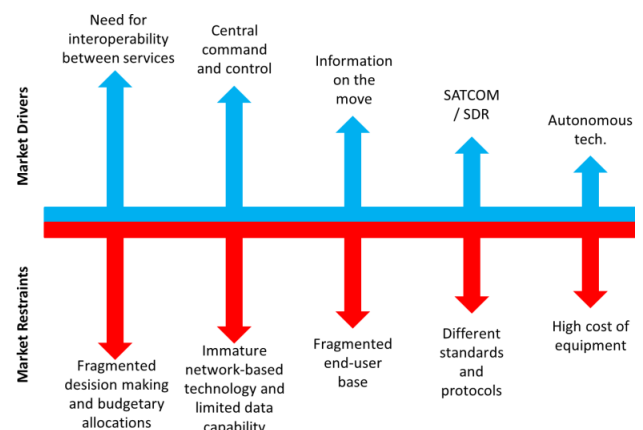 Market Drivers
Need for
interoperability
between services
Central
command
and control
Information
on the
move
SATCOM
/ SDR
Autonomous
tech.
Market Restraints
Fragmented
desision making
and budgetary
allocations
Immature
network-based
technology and
limited data
capability
Fragmented
end-user
base
Different
standards
and
protocols
High cost of
equipment